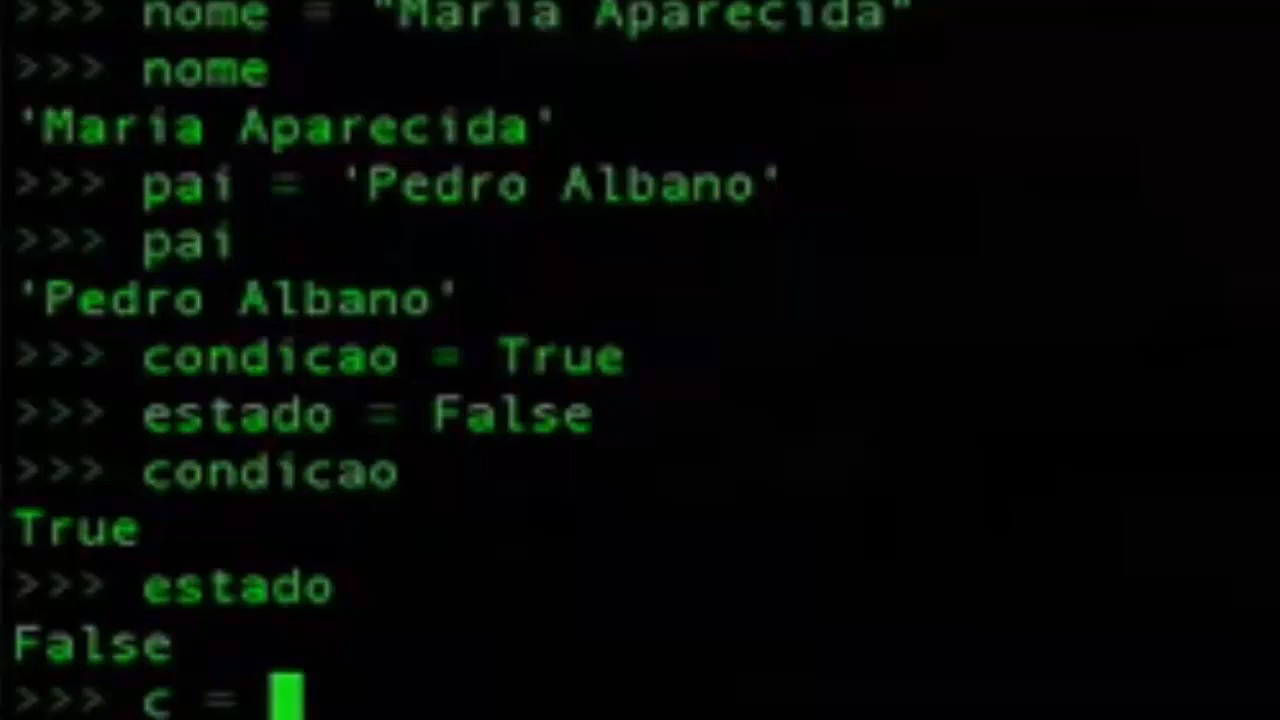 >>> nome = "Maria Aparecida"
>>> nome
'Maria Aparecida'
>>> pai = 'Pedro Albano'
>>> pai
'Pedro Albano'
>>> condicao = True
>>> estado = False
>>> condicao
True
>>> estado
False
>>> c =